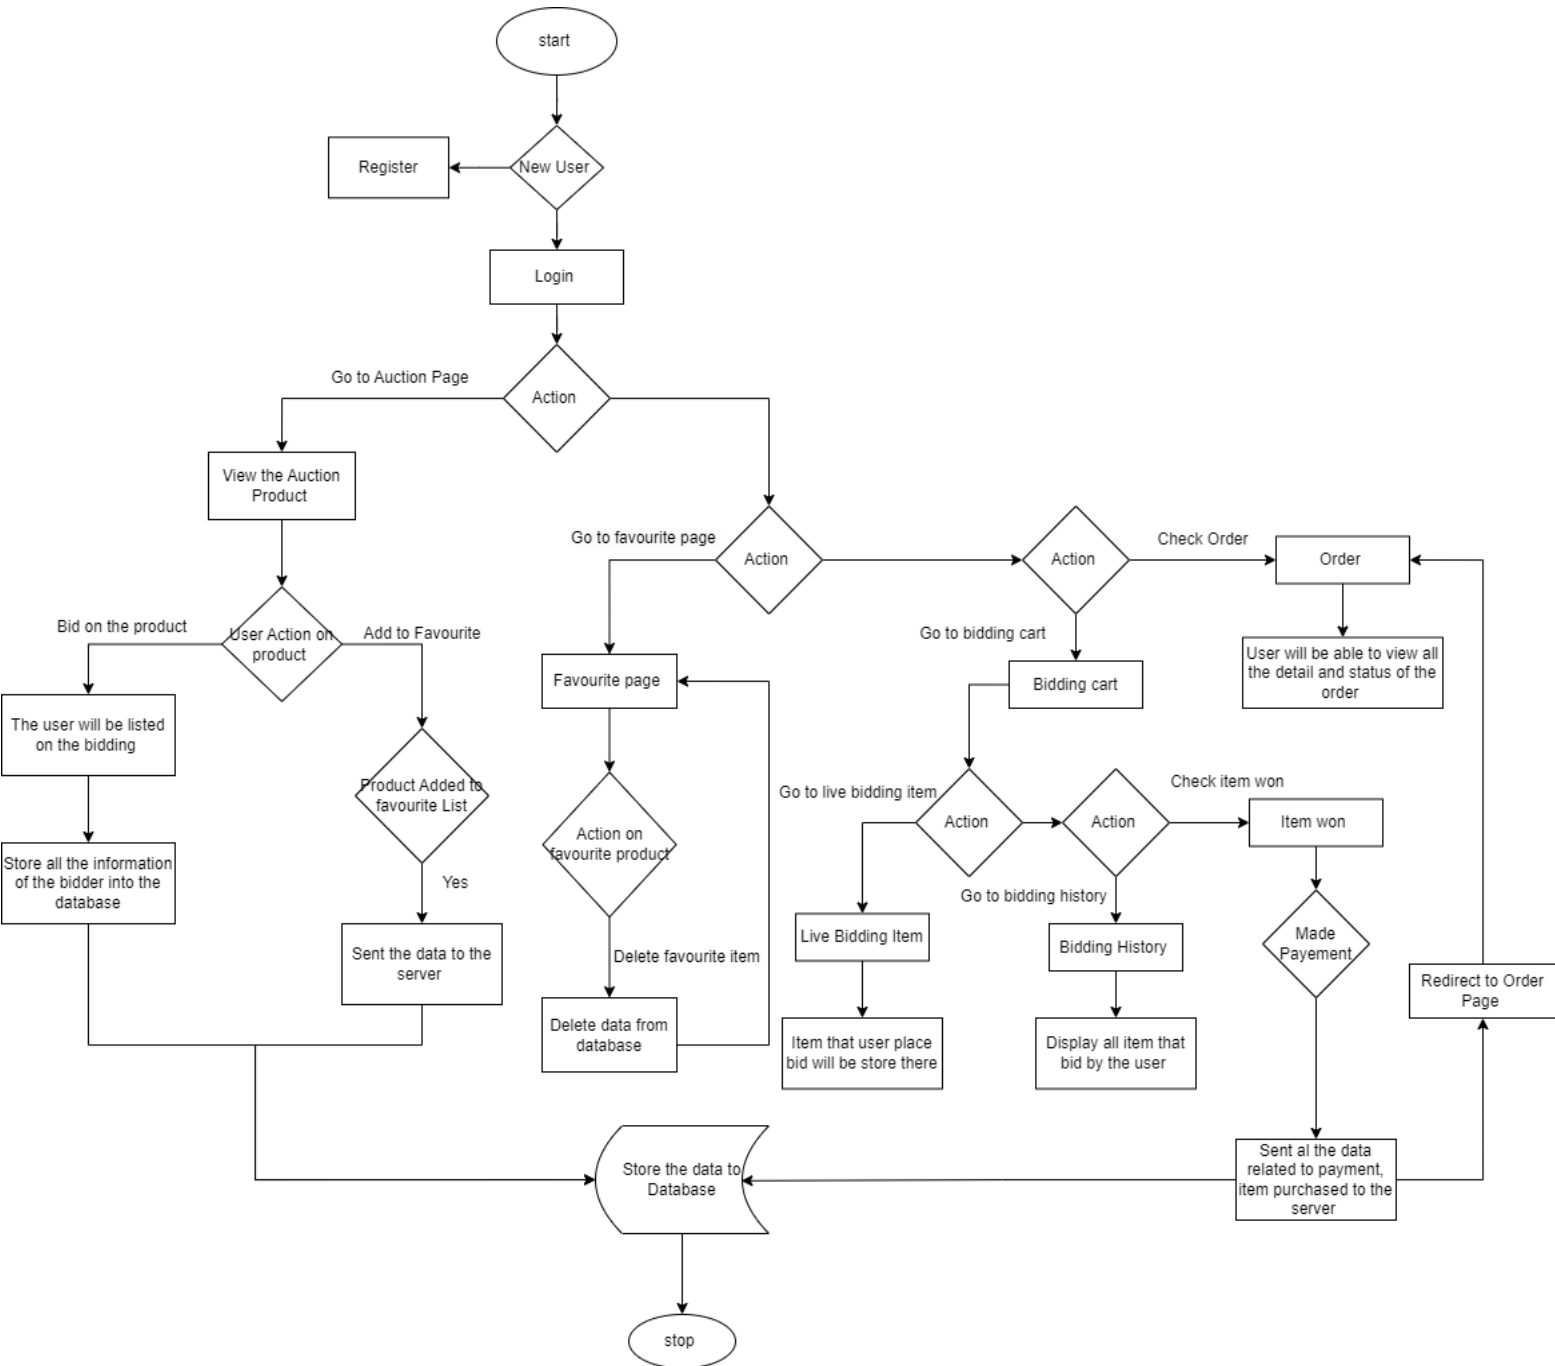 start
New User
Register
Login
Go to Auction Page
Action
View the Auction
Product
Go to favourite page
Action
Action
Check Order
Order
Bid on the product
User Action on
product
Add to Favourite
Go to bidding cart
User will be able to view all
the detail and status of the
order
Favourite page
Bidding cart
The user will be listed
on the bidding
Product Added to
favourite List
Go to live bidding item
Action
Action
Check item won
Item won
Action on
favourite product
Store all the information
of the bidder into the
database
Yes
Go to bidding history
Live Bidding Item
Bidding History
Made
Payement
Sent the data to the
server
Delete favourite item
Redirect to Order
Page
Delete data from
database
Item that user place
bid will be store there
Display all item that
bid by the user
Store the data to
Database
Sent al the data
related to payment,
item purchased to the
server
stop